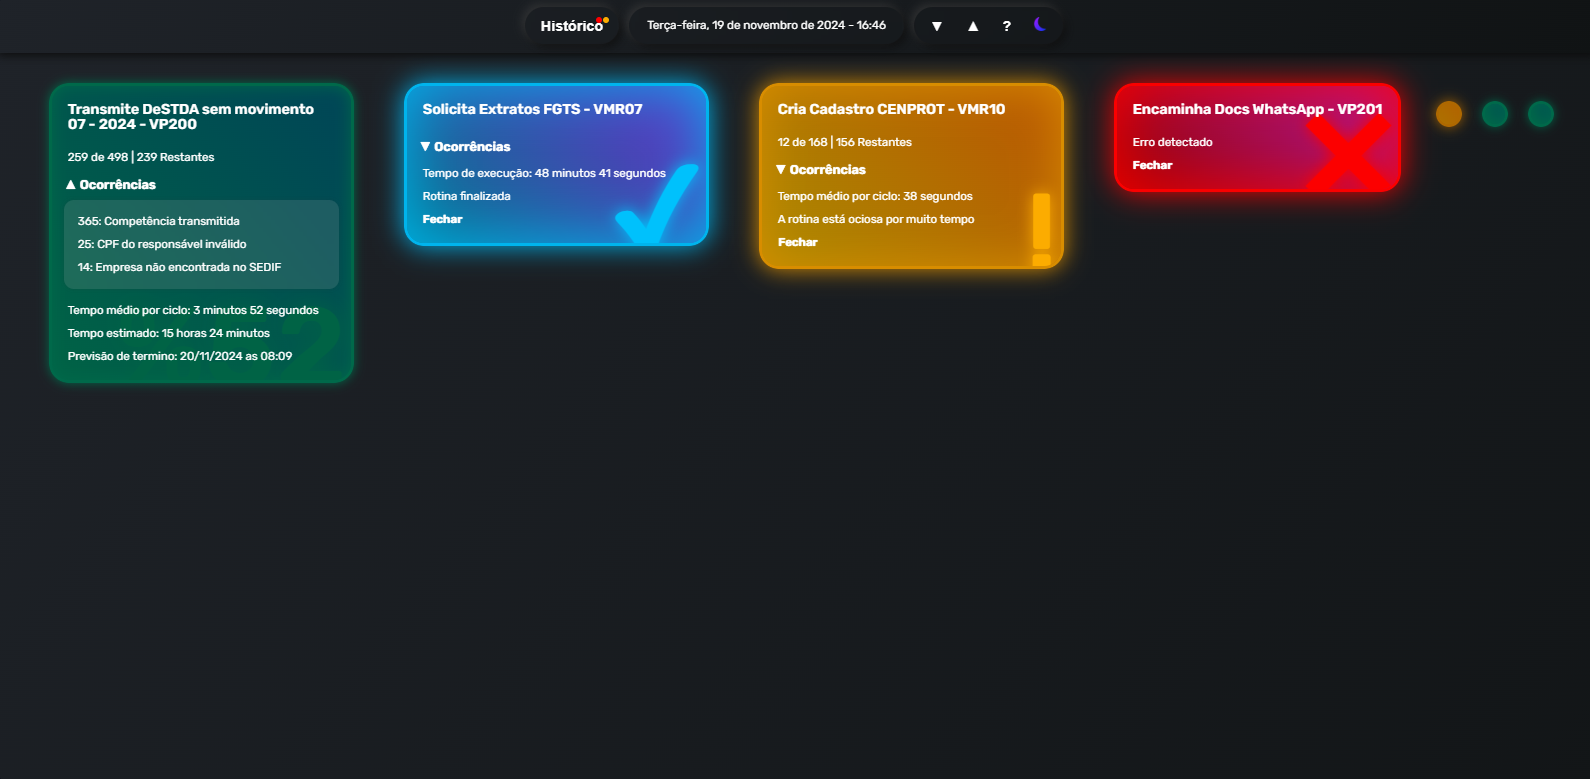 Histórico
Terça-feira, 19 de novembro de 2024 - 16:46
▼ ▲ ?
Transmite DeSTDA sem movimento
07 - 2024 - VP200
259 de 498 | 239 Restantes
▲ Ocorrências
365: Competência transmitida
25: CPF do responsável inválido
14: Empresa não encontrada no SEDIF
Tempo médio por ciclo: 3 minutos 52 segundos
Tempo estimado: 15 horas 24 minutos
Previsão de termino: 20/11/2024 as 08:09
Solicita Extratos FGTS - VMR07
▼ Ocorrências
Tempo de execução: 48 minutos 41 segundos
Rotina finalizada
Fechar
Cria Cadastro CENPROT - VMR10
12 de 168 | 156 Restantes
▼ Ocorrências
Tempo médio por ciclo: 38 segundos
A rotina está ociosa por muito tempo
Fechar
Encaminha Docs WhatsApp - VP201
Erro detectado
Fechar